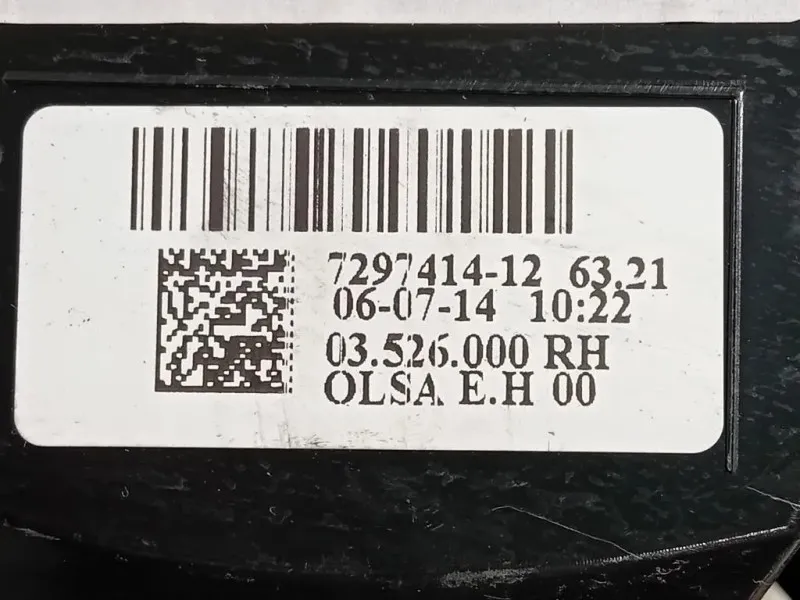 7297414-12 63.21
06-07-14 10:22
03.526.000 RH
OLSA E.H 00